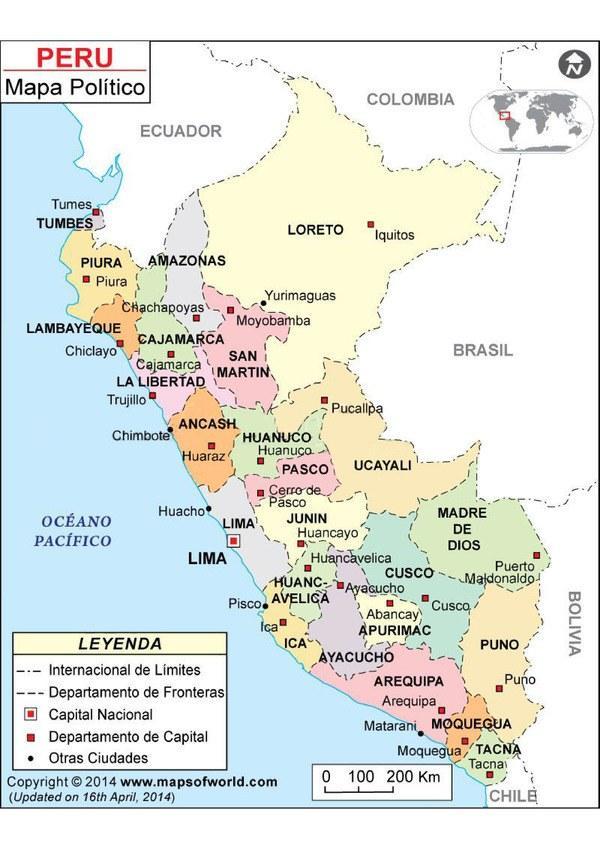 PERU
Mapa Político
N
COLOMBIA
ECUADOR
Tumes
TUMBES
LORETO
Iquitos
PIURA
AMAZONAS
Piura
Yurimaguas
Chachapoyas
Moyobamba
LAMBAYEQUE
CAJAMARCA
Chiclayo
BRASIL
SAN
MARTIN
Cajamarca
LA LIBERTAD
Trujillo
Pucallpa
ANCASH
Chimbote
HUANUCO
Huanuco
Huaraz
PASCO
UCAYALI
Cerro de
Pasco
Huacho
LIMA
JUNIN
MADRE
DE
DIOS
OCÉANO
PACÍFICO
Huancayo
LIMA
Huancavelica
Puerto
Maldonaldo
CUSCO
HUANC-
AVELICA
Ayacucho
BOLIVIA
Pisco
Abancay
Cusco
Ica
APURIMAC
ICA
PUNO
AYACUCHO
AREQUIPA
Puno
Arequipa
Matarani
MOQUEGUA
Moquegua
TACNA
Tacna
CHILE
LEYENDA
Internacional de Límites
Departamento de Fronteras
Capital Nacional
Departamento de Capital
Otras Ciudades
0 100 200 Km
Copyright © 2014 www.mapsofworld.com
(Updated on 16th April, 2014)